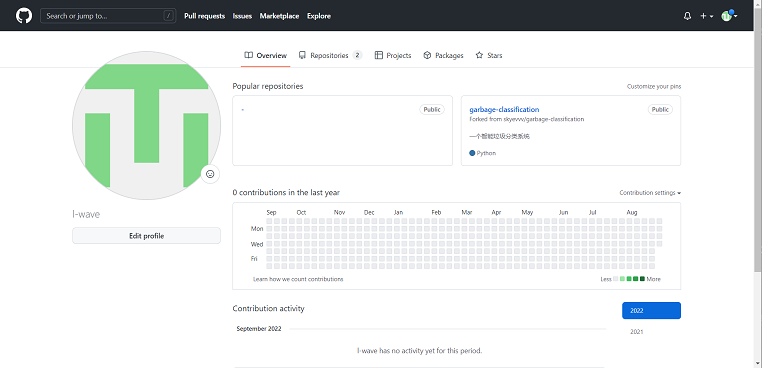 Search or jump to... /
Pull requests Issues Marketplace Explore
Overview Repositories 2 Projects Packages Stars
Popular repositories Customize your pins
- Public
garbage-classification Public
Forked from skyevvv/garbage-classification
一个智能垃圾分类系统
Python
l-wave
Edit profile
0 contributions in the last year Contribution settings
Sep Oct Nov Dec Jan Feb Mar Apr May Jun Jul Aug
Mon
Wed
Fri
Learn how we count contributions Less More
Contribution activity
2022
2021
September 2022
l-wave has no activity yet for this period.